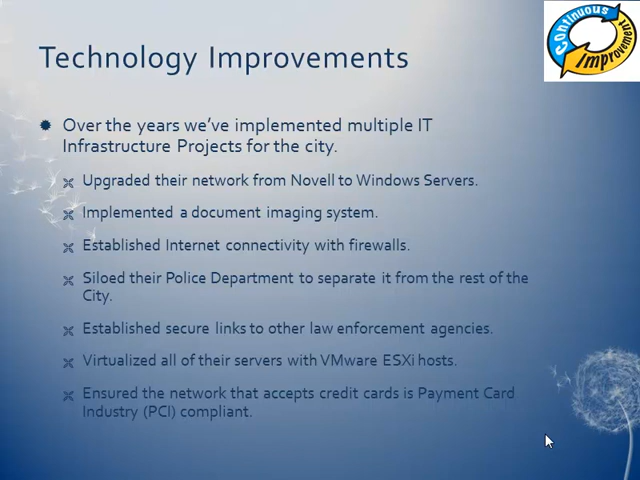 Technology Improvements
Continuous
Improvement
Over the years we've implemented multiple IT
Infrastructure Projects for the city.
Upgraded their network from Novell to Windows Servers.
Implemented a document imaging system.
Established Internet connectivity with firewalls.
Siloed their Police Department to separate it from the rest of the
City.
Established secure links to other law enforcement agencies.
Virtualized all of their servers with VMware ESXi hosts.
Ensured the network that accepts credit cards is Payment Card
Industry (PCI) compliant.